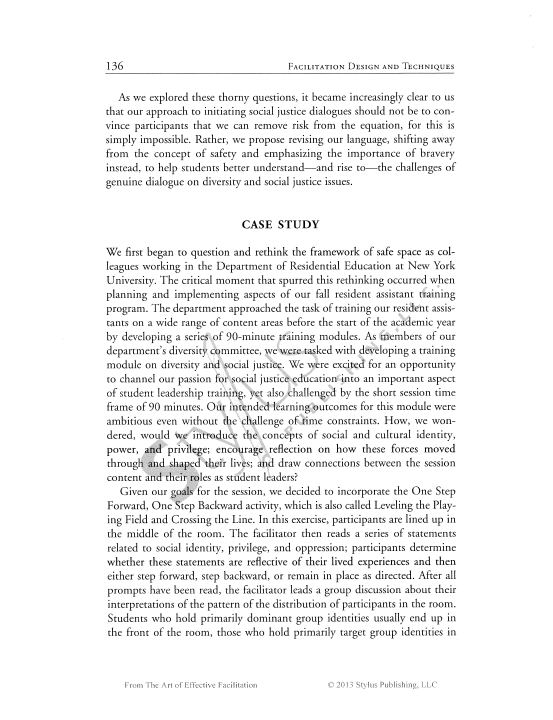 136 FACILITATION DESIGN AND TECHNIQUES
As we explored these thorny questions, it became increasingly clear to us
that our approach to initiating social justice dialogues should not be to con-
vince participants that we can remove risk from the equation, for this is
simply impossible. Rather, we propose revising our language, shifting away
from the concept of safety and emphasizing the importance of bravery
instead, to help students better understand—and rise to—the challenges of
genuine dialogue on diversity and social justice issues.
CASE STUDY
We first began to question and rethink the framework of safe space as col-
leagues working in the Department of Residential Education at New York
University. The critical moment that spurred this rethinking occurred when
planning and implementing aspects of our fall resident assistant training
program. The department approached the task of training our resident assis-
tants on a wide range of content areas before the start of the academic year
by developing a series of 90-minute training modules. As members of our
department's diversity committee, we were tasked with developing a training
module on diversity and social justice. We were excited for an opportunity
to channel our passion for social justice education into an important aspect
of student leadership training, yet also challenged by the short session time
frame of 90 minutes. Our intended learning outcomes for this module were
ambitious even without the challenge of time constraints. How, we won-
dered, would we introduce the concepts of social and cultural identity,
power, and privilege; encourage reflection on how these forces moved
through and shaped their lives; and draw connections between the session
content and their roles as student leaders?
Given our goals for the session, we decided to incorporate the One Step
Forward, One Step Backward activity, which is also called Leveling the Play-
ing Field and Crossing the Line. In this exercise, participants are lined up in
the middle of the room. The facilitator then reads a series of statements
related to social identity, privilege, and oppression; participants determine
whether these statements are reflective of their lived experiences and then
either step forward, step backward, or remain in place as directed. After all
prompts have been read, the facilitator leads a group discussion about their
interpretations of the pattern of the distribution of participants in the room.
Students who hold primarily dominant group identities usually end up in
the front of the room, those who hold primarily target group identities in
From The Art of Effective Facilitation © 2013 Stylus Publishing, LLC